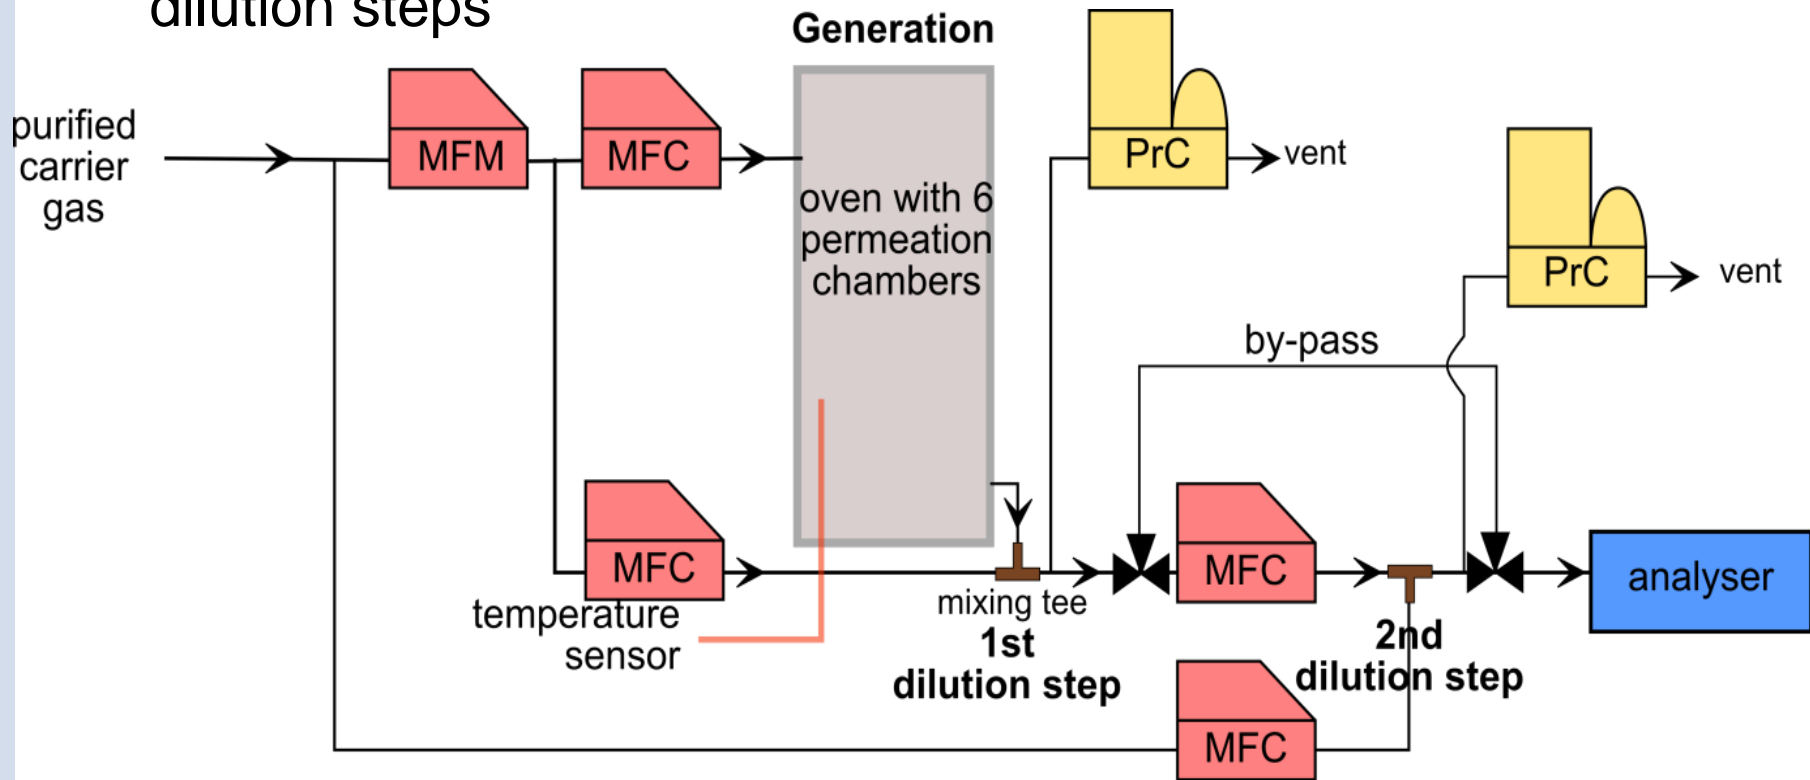 dilution steps
Generation
purified
carrier
gas
MFM
MFC
oven with 6
permeation
chambers
PrC
vent
PrC
vent
by-pass
MFC
temperature
sensor
mixing tee
1st
dilution step
MFC
2nd
dilution step
analyser
MFC